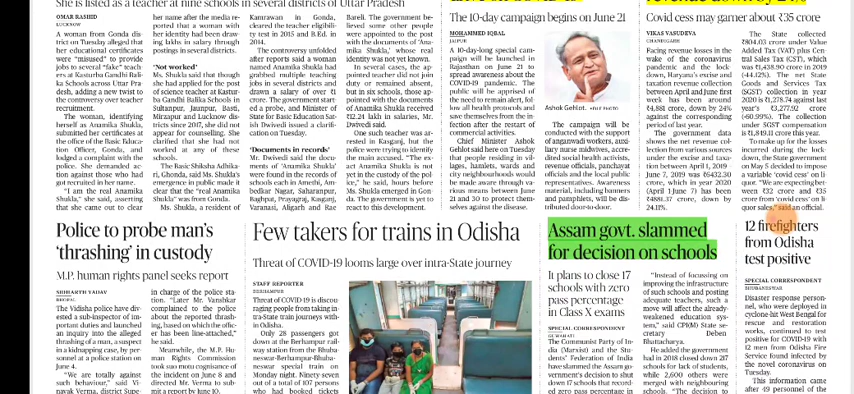 She is listed as a teacher at nine schools in several districts of Uttar Pradesh
OMAR RASHID
LUCKNOW
A woman from Gonda district on Tuesday alleged that
her educational certificates
were “misused” to provide
jobs to several “fake” teachers at Kasturba Gandhi Balika Schools across Uttar Pradesh, adding a new twist to
the controversy over teacher
recruitment.
The woman, identifying
herself as Anamika Shukla,
submitted her certificates at
the office of the Basic Education Officer, Gonda, and
lodged a complaint with the
police. She demanded action against those who had
got recruited in her name.
“I am the real Anamika
Shukla,” she said, asserting
that she came out to clear
her name after the media reported that a woman with
her identity had been drawing lakhs in salary through
postings in several districts.
‘Not worked’
Ms. Shukla said that though
she had applied for the post
of science teacher at Kasturba Gandhi Balika Schools in
Sultanpur, Jaunpur, Basti,
Mirzapur and Lucknow districts since 2017, she did not
appear for counselling. She
clarified that she had not
worked at any of these
schools.
The Basic Shiksha Adhikari, Ghonda, said Ms. Shukla's
emergence in public made it
clear that the “real Anamika
Shukla” was from Gonda.
Ms. Shukla, a resident of
Kamrawan in Gonda,
cleared the teacher eligibility test in 2015 and B.Ed. in
2014.
The controversy unfolded
after reports said a woman
named Anamika Shukla had
grabbed multiple teaching
jobs in several districts and
drawn a salary of over ₹1
crore. The government started a probe, and Minister of
State for Basic Education Satish Dwivedi issued a clarification on Tuesday.
‘Documents in records’
Mr. Dwivedi said the documents of ‘Anamika Shukla’
were found in the records of
schools each in Amethi, Ambedkar Nagar, Saharanpur,
Baghpat, Prayagraj, Kasganj,
Varanasi, Aligarh and Rae
Bareli. The government believed some other people
were appointed to the post
with the documents of ‘Anamika Shukla,’ whose real
identity was yet not known.
In several cases, the appointed teacher did not join
duty or remained absent,
but in six schools, those appointed with the documents
of Anamika Shukla received
₹12.24 lakh in salaries, Mr.
Dwivedi said.
One such teacher was arrested in Kasganj, but the
police were trying to identify
the main accused. “The exact Anamika Shukla is not
yet in the custody of the police,” he said, hours before
Ms. Shukla emerged in Gonda. The government is yet to
react to this development.
The 10-day campaign begins on June 21
MOHAMMED IQBAL
JAIPUR
A 10-day-long special campaign will be launched in
Rajasthan on June 21 to
spread awareness about the
COVID-19 pandemic. The
public will be apprised of
the need to remain alert, follow all health protocols and
save themselves from the infection after the restart of
commercial activities.
Chief Minister Ashok
Gehlot said here on Tuesday
that people residing in villages, hamlets, wards and
city neighbourhoods would
be made aware through various means between June
21 and 30 to protect themselves against the disease.
Ashok Gehlot. FILE PHOTO
The campaign will be
conducted with the support
of anganwadi workers, auxiliary nurse midwives, accredited social health activists,
revenue officials, panchayat
officials and the local public
representatives. Awareness
material, including banners
and pamphlets, will be distributed door-to-door.
Covid cess may garner about ₹35 crore
VIKAS VASUDEVA
CHANDIGARH
Facing revenue losses in the
wake of the coronavirus
pandemic and the lockdown, Haryana's excise and
taxation revenue collection
between April and June first
week has been around
₹4,881 crore, down by 24%
against the corresponding
period of last year.
The government data
shows the net revenue collection from various sources
under the excise and taxation between April 1, 2019 –
June 7, 2019 was ₹6432.30
crore, which in year 2020
(April 1-June 7) has been
₹4881.37 crore, down by
24.11%.
The State collected
₹804.03 crore under Value
Added Tax (VAT) plus Central Sales Tax (CST), which
was ₹1,438.90 crore in 2019
(-44.12%). The net State
Goods and Services Tax
(SGST) collection in year
2020 is ₹1,278.74 against last
year's ₹3,277.92 crore
(-60.99%). The collection
under SGST compensation
is ₹1,849.11 crore this year.
To make up for the losses
incurred during the lockdown, the State government
on May 5 decided to impose
a variable ‘covid cess’ on liquor. “We are expecting between ₹32 crore and ₹35
crore from ‘covid cess’ on liquor sales,” said an official.
Police to probe man’s
‘thrashing’ in custody
M.P. human rights panel seeks report
SIDHARTH YADAV
BHOPAL
The Vidisha police have divested a sub-inspector of important duties and launched
an inquiry into the alleged
thrashing of a man, a suspect
in a kidnapping case, by personnel at a police station on
June 4.
“We are totally against
such behaviour,” said Vinayak Verma, district Supe-
in charge of the police station. “Later Mr. Vanshkar
complained to the police
about the reported thrashing, based on which the officer has been line-attached,”
he said.
Meanwhile, the M.P. Human Rights Commission
took suo motu cognisance of
the incident on June 8 and
directed Mr. Verma to submit a report by June 10.
Few takers for trains in Odisha
Threat of COVID-19 looms large over intra-State journey
STAFF REPORTER
BERHAMPUR
Threat of COVID-19 is discouraging people from taking intra-State train journeys within Odisha.
Only 28 passengers got
down at the Berhampur railway station from the Bhubaneswar-Berhampur-Bhubaneswar special train on
Monday night. Ninety-seven
out of a total of 107 persons
who had booked tickets
Assam govt. slammed
for decision on schools
It plans to close 17
schools with zero
pass percentage
in Class X exams
SPECIAL CORRESPONDENT
GUWAHATI
The Communist Party of India (Marxist) and the Students’ Federation of India
have slammed the Assam government's decision to shut
down 17 schools that recorded zero pass percentage in
“Instead of focussing on
improving the infrastructure
of such schools and posting
adequate teachers, such a
move will affect the already-weakened education system,” said CPI(M) State secretary Deben
Bhattacharya.
He added the government
had in 2018 closed down 217
schools for lack of students,
while 2,600 others were
merged with neighbouring
schools. “The decision to
12 firefighters
from Odisha
test positive
SPECIAL CORRESPONDENT
BHUBANESWAR
Disaster response personnel, who were deployed in
cyclone-hit West Bengal for
rescue and restoration
works, continued to test
positive for COVID-19 with
12 men from Odisha Fire
Service found infected by
the novel coronavirus on
Tuesday.
This information came
after 49 personnel of the